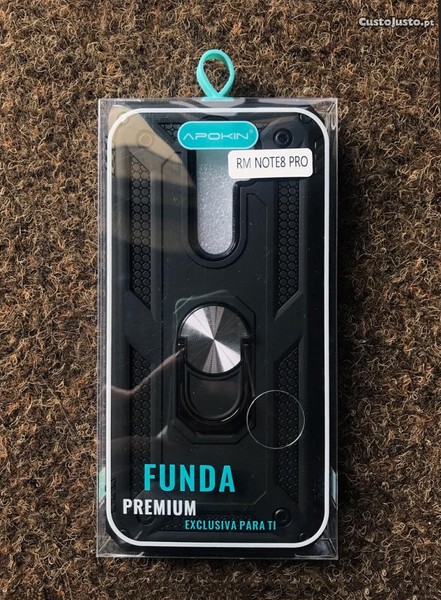 CustoJusto.pt
APOKIN®
RM NOTE8 PRO
FUNDA
PREMIUM
EXCLUSIVA PARA TI